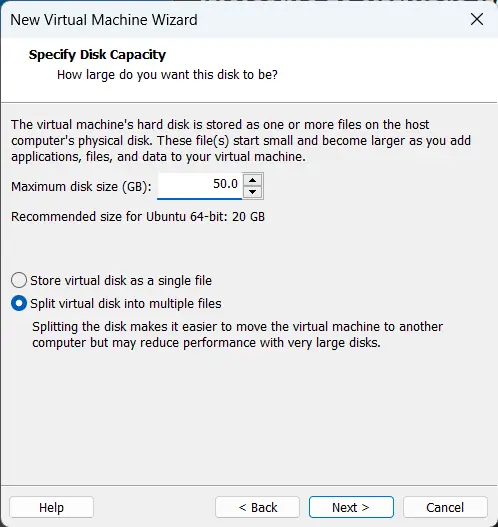 New Virtual Machine Wizard
Specify Disk Capacity
How large do you want this disk to be?
The virtual machine's hard disk is stored as one or more files on the host
computer's physical disk. These file(s) start small and become larger as you add
applications, files, and data to your virtual machine.
Maximum disk size (GB): 50.0
Recommended size for Ubuntu 64-bit: 20 GB
Store virtual disk as a single file
Split virtual disk into multiple files
Splitting the disk makes it easier to move the virtual machine to another
computer but may reduce performance with very large disks.
Help < Back Next > Cancel